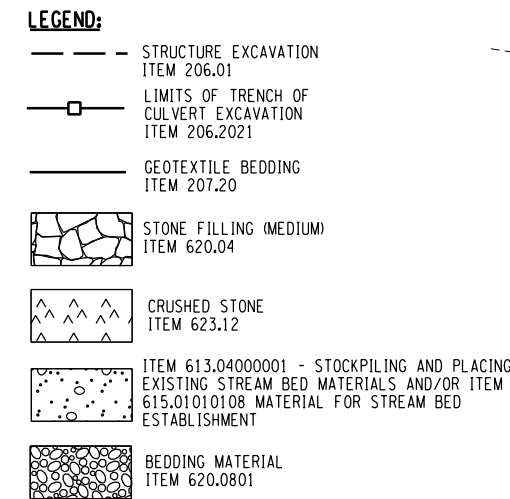 LEGEND:
STRUCTURE EXCAVATION
ITEM 206.01
LIMITS OF TRENCH OF
CULVERT EXCAVATION
ITEM 206.2021
GEOTEXTILE BEDDING
ITEM 207.20
STONE FILLING (MEDIUM)
ITEM 620.04
CRUSHED STONE
ITEM 623.12
ITEM 613.04000001 - STOCKPILING AND PLACING
EXISTING STREAM BED MATERIALS AND/OR ITEM
615.01010108 MATERIAL FOR STREAM BED
ESTABLISHMENT
BEDDING MATERIAL
ITEM 620.0801